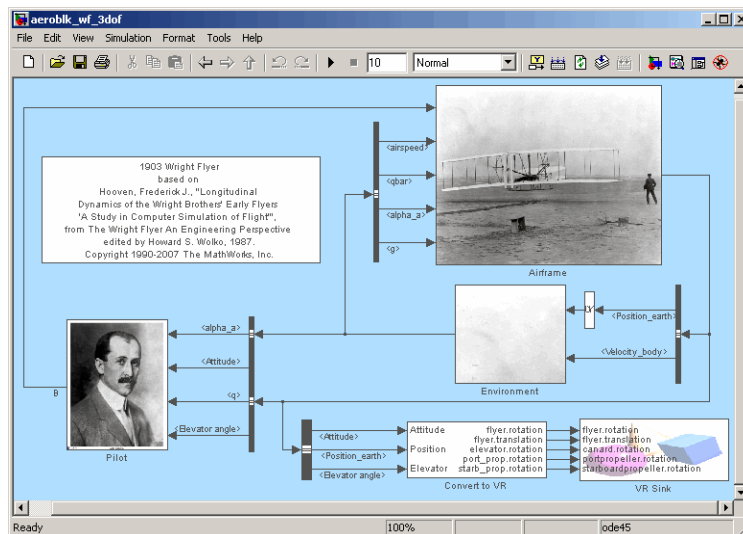 aeroblk_wf_3dof
File Edit View Simulation Format Tools Help
10 Normal
1903 Wright Flyer
based on
Hooven, Frederick J., "Longitudinal
Dynamics of the Wright Brothers' Early Flyers
'A Study in Computer Simulation of Flight'",
from The Wright Flyer An Engineering Perspective
edited by Howard S. Wolko, 1987.
Copyright 1990-2007 The MathWorks, Inc.
<airspeed>
<qbar>
<alpha_a>
<g>
Airframe
<Position_earth>
<Velocity_body>
Environment
<alpha_a>
<Attitude>
<q>
<Elevator angle>
B
Pilot
<Attitude>
<Position_earth>
<Elevator angle>
Attitude flyer.rotation
flyer.translation
Position elevator.rotation
port_prop.rotation
Elevator starb_prop.rotation
Convert to VR
flyer.rotation
flyer.translation
canard.rotation
portpropeller.rotation
starboardpropeller.rotation
VR Sink
Ready 100% ode45